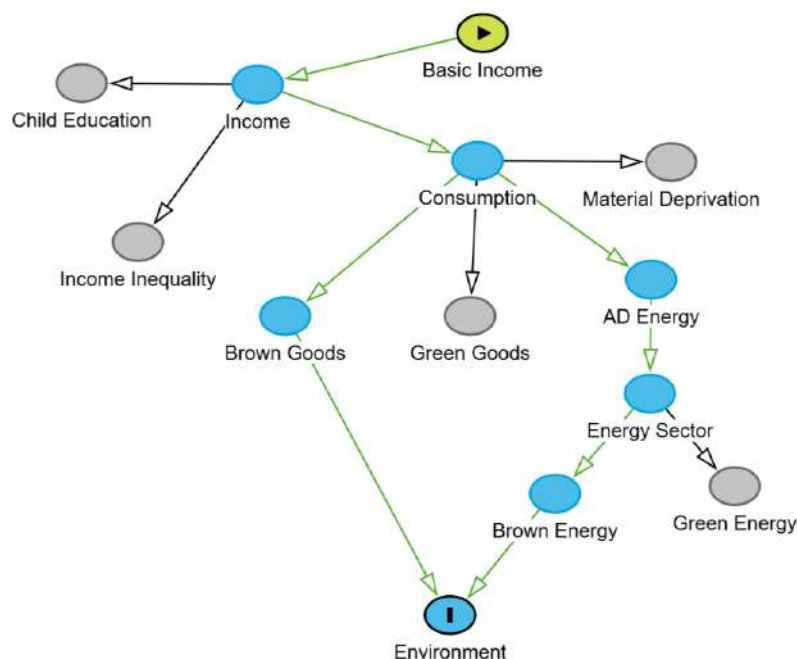 Basic Income
Child Education
Income
Consumption
Material Deprivation
Income Inequality
AD Energy
Brown Goods
Green Goods
Energy Sector
Brown Energy
Green Energy
Environment